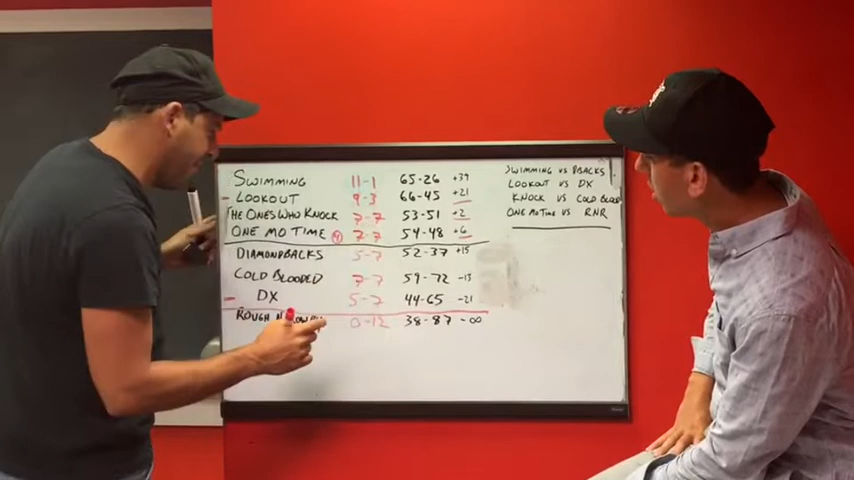 SWIMMING 11-1 65-26 +39
LOOKOUT 9-3 66-45 +21
THE ONES WHO KNOCK 7-7 53-51 +2
ONE MO TIME 7-7 54-48 +6
DIAMONDBACKS 5-7 52-37 +15
COLD BLOODED 7-7 59-72 -13
DX 5-7 44-65 -21
ROUGH N 0-12 38-87 -∞
SWIMMING VS DBACKS
LOOKOUT VS DX
KNOCK VS COLD BLOOD
ONE MO TIME VS RNR